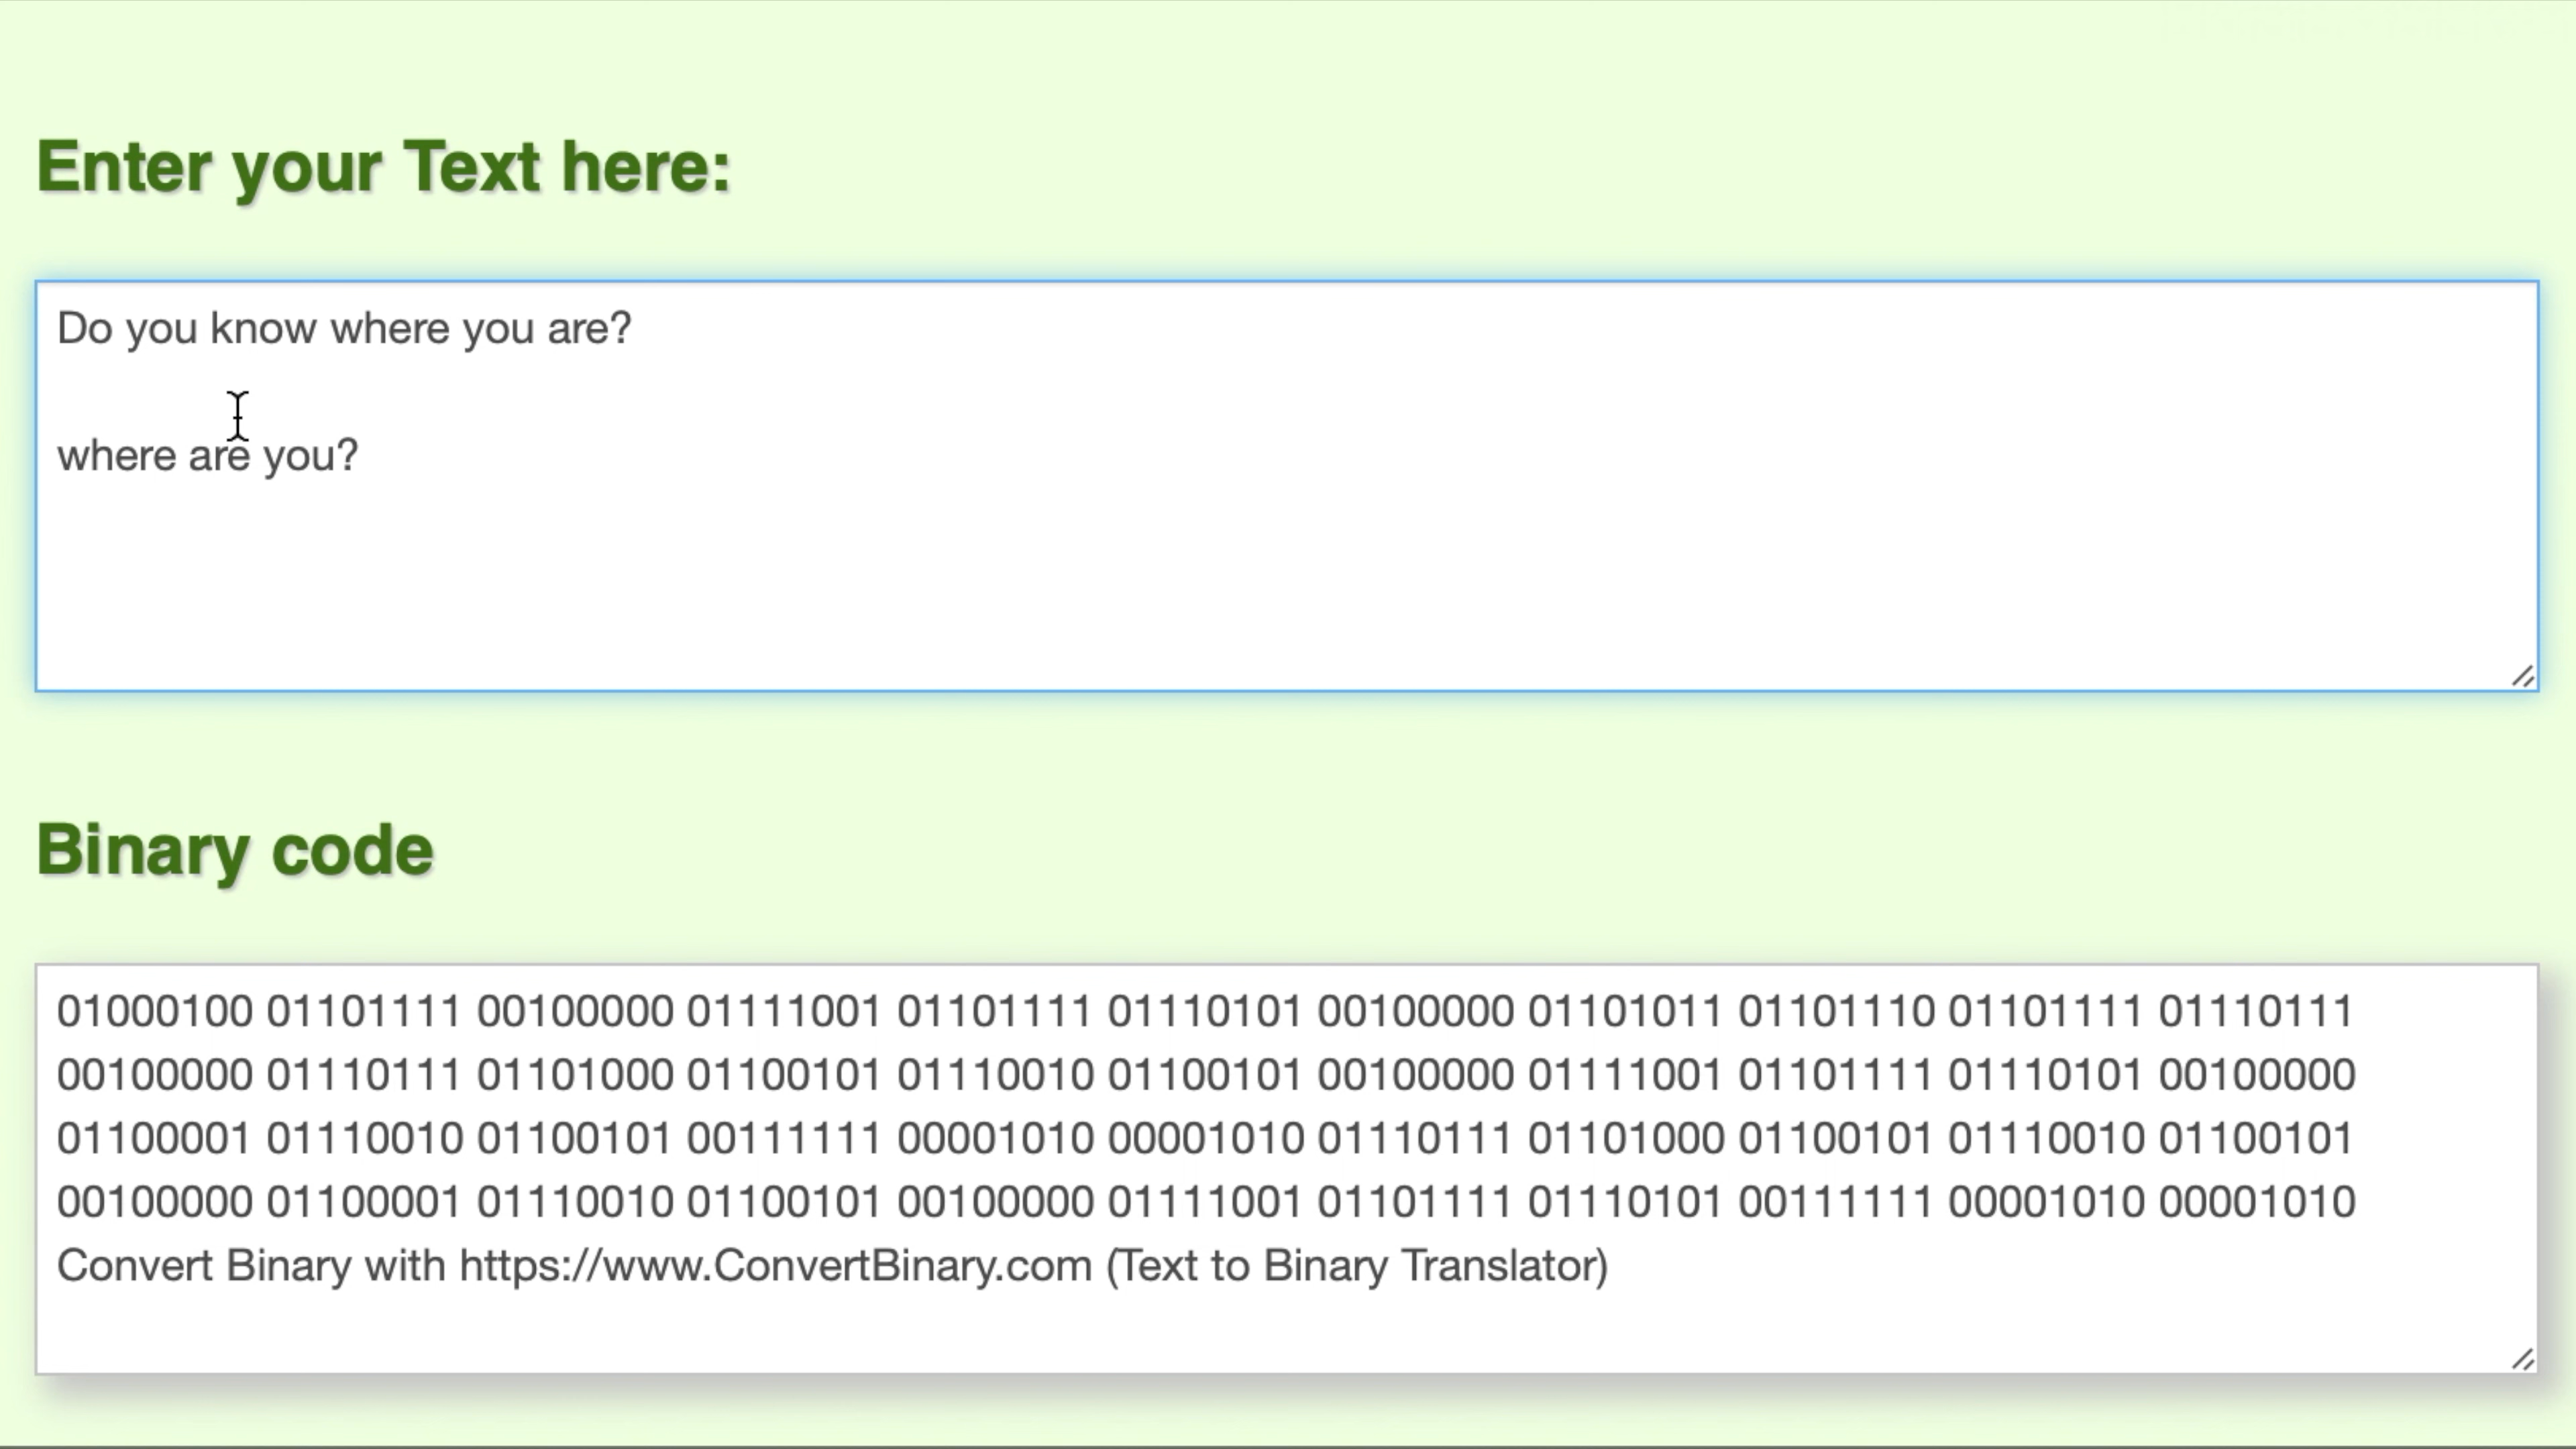 Enter your Text here:
Do you know where you are?
where are you?
Binary code
01000100 01101111 00100000 01111001 01101111 01110101 00100000 01101011 01101110 01101111 01110111
00100000 01110111 01101000 01100101 01110010 01100101 00100000 01111001 01101111 01110101 00100000
01100001 01110010 01100101 00111111 00001010 00001010 01110111 01101000 01100101 01110010 01100101
00100000 01100001 01110010 01100101 00100000 01111001 01101111 01110101 00111111 00001010 00001010
Convert Binary with https://www.ConvertBinary.com (Text to Binary Translator)